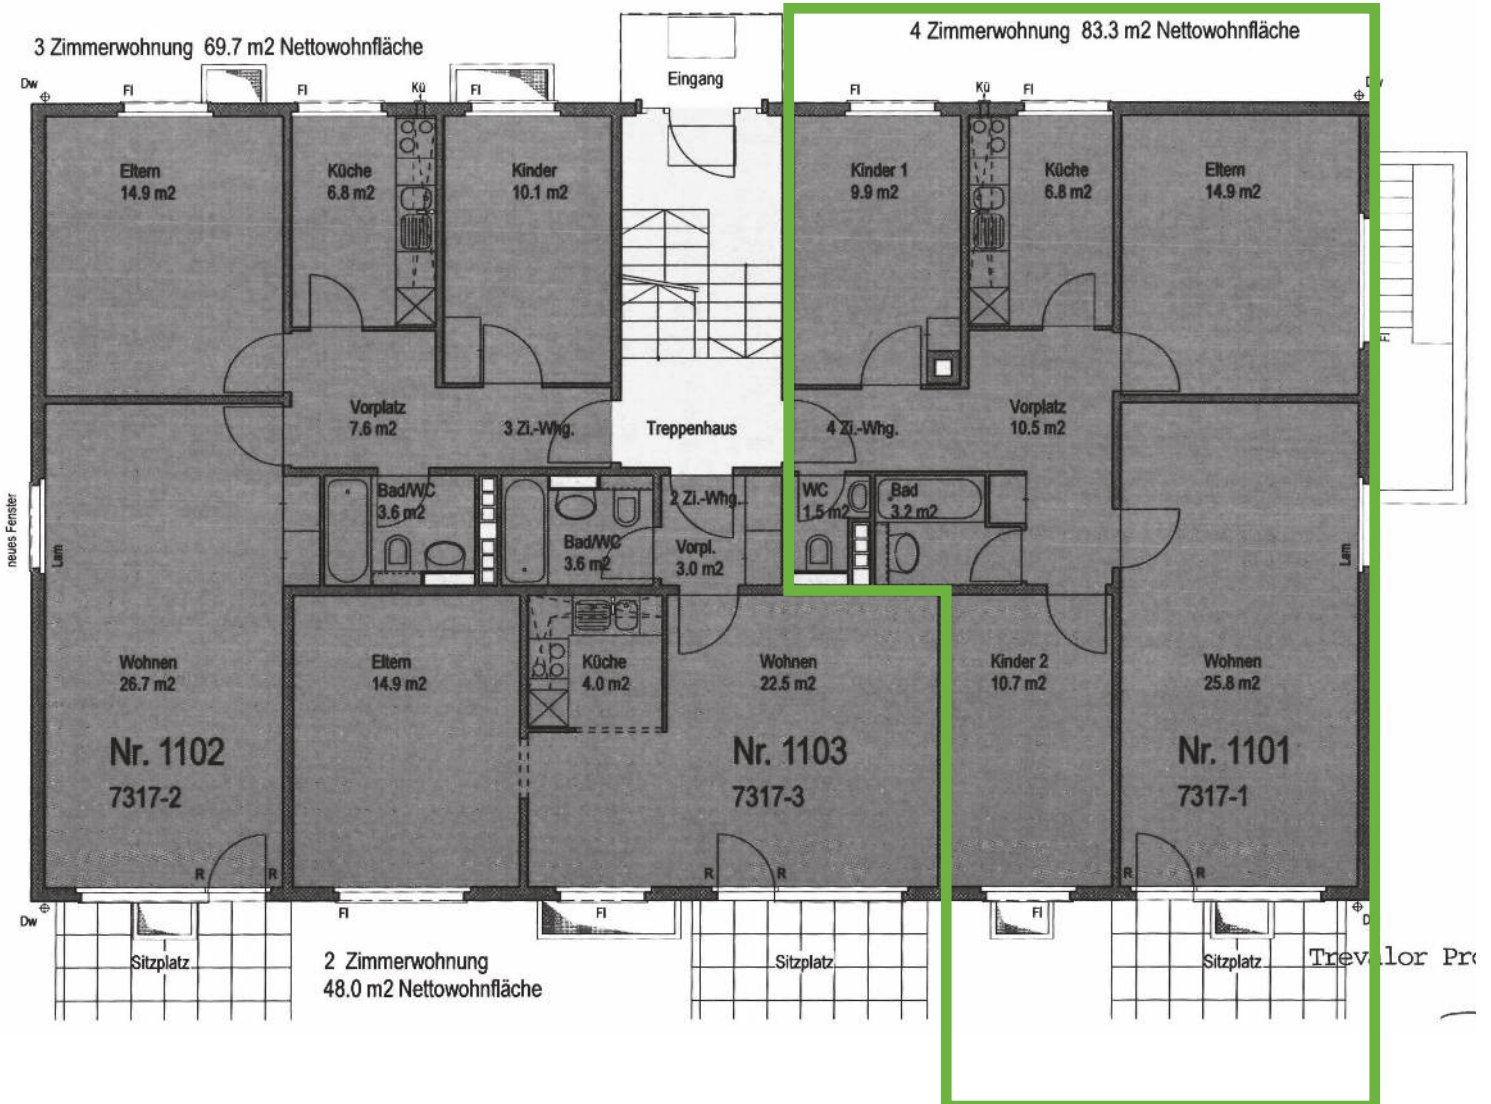 3 Zimmerwohnung 69.7 m2 Nettowohnfläche
4 Zimmerwohnung 83.3 m2 Nettowohnfläche
Eingang
Dw
Fl
Fl
Kü
Fl
Fl
Kü
Fl
Eltern
14.9 m2
Küche
6.8 m2
Kinder
10.1 m2
Kinder 1
9.9 m2
Küche
6.8 m2
Eltern
14.9 m2
Fl
Vorplatz
7.6 m2
3 Zi.-Whg.
Treppenhaus
4 Zi.-Whg.
Vorplatz
10.5 m2
neues Fenster
Lam
Bad/WC
3.6 m2
Bad/WC
3.6 m2
2 Zi.-Whg.
Vorpl.
3.0 m2
WC
1.5 m2
Bad
3.2 m2
Lam
Wohnen
26.7 m2
Eltern
14.9 m2
Küche
4.0 m2
Wohnen
22.5 m2
Kinder 2
10.7 m2
Wohnen
25.8 m2
Nr. 1102
7317-2
Nr. 1103
7317-3
Nr. 1101
7317-1
R
R
R
R
R
R
Dw
Fl
Fl
Fl
Sitzplatz
2 Zimmerwohnung
48.0 m2 Nettowohnfläche
Sitzplatz
Sitzplatz
Trevalor Pro